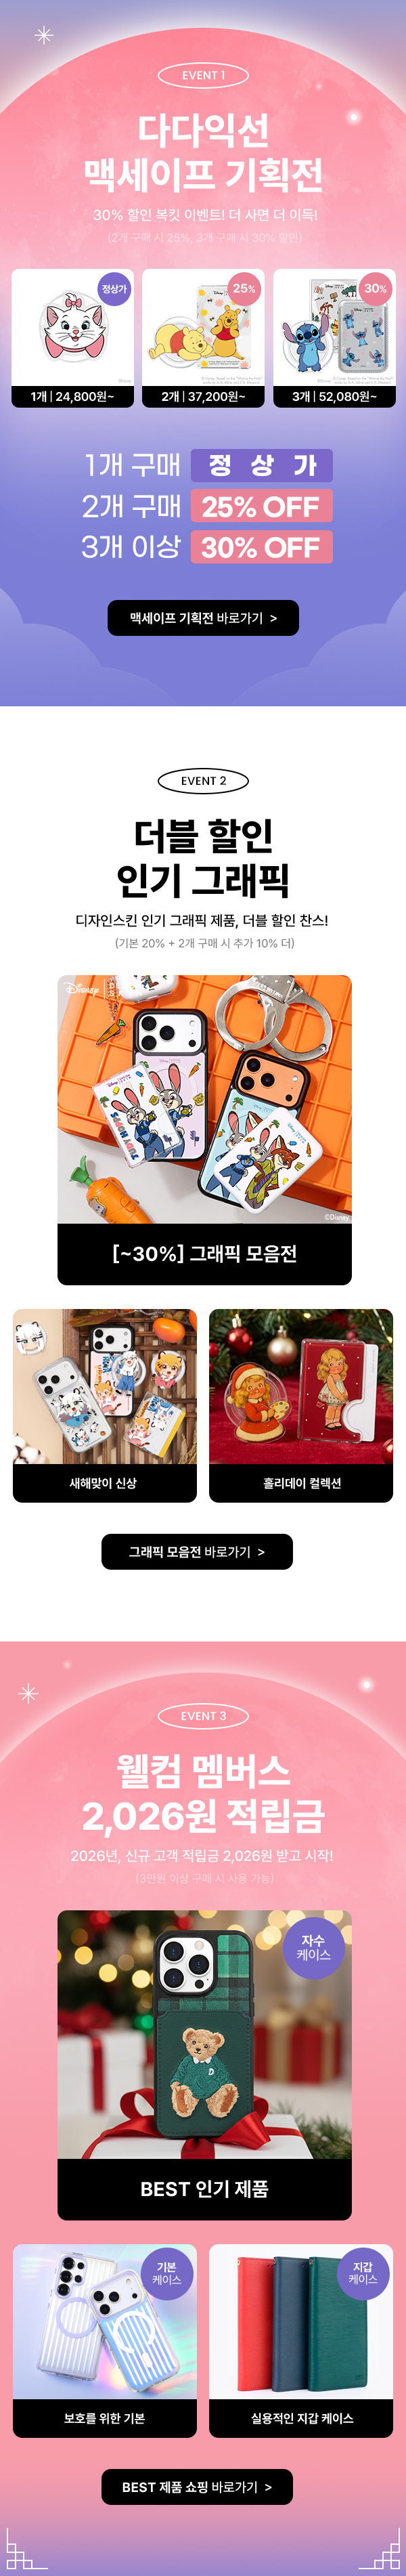 EVENT 1
다다익선
맥세이프 기획전
30% 할인 복킷 이벤트! 더 사면 더 이득!
(2개 구매 시 25%, 3개 구매 시 30% 할인)
정상가
25%
30%
1개 | 24,800원~
2개 | 37,200원~
3개 | 52,080원~
1개 구매 정 상 가
2개 구매 25% OFF
3개 이상 30% OFF
맥세이프 기획전 바로가기 >
EVENT 2
더블 할인
인기 그래픽
디자인스킨 인기 그래픽 제품, 더블 할인 찬스!
(기본 20% + 2개 구매 시 추가 10% 더)
Disney
©Disney
[~30%] 그래픽 모음전
새해맞이 신상
홀리데이 컬렉션
그래픽 모음전 바로가기 >
EVENT 3
웰컴 멤버스
2,026원 적립금
2026년, 신규 고객 적립금 2,026원 받고 시작!
(3만원 이상 구매 시 사용 가능)
자수
케이스
D
BEST 인기 제품
기본
케이스
지갑
케이스
보호를 위한 기본
실용적인 지갑 케이스
BEST 제품 쇼핑 바로가기 >